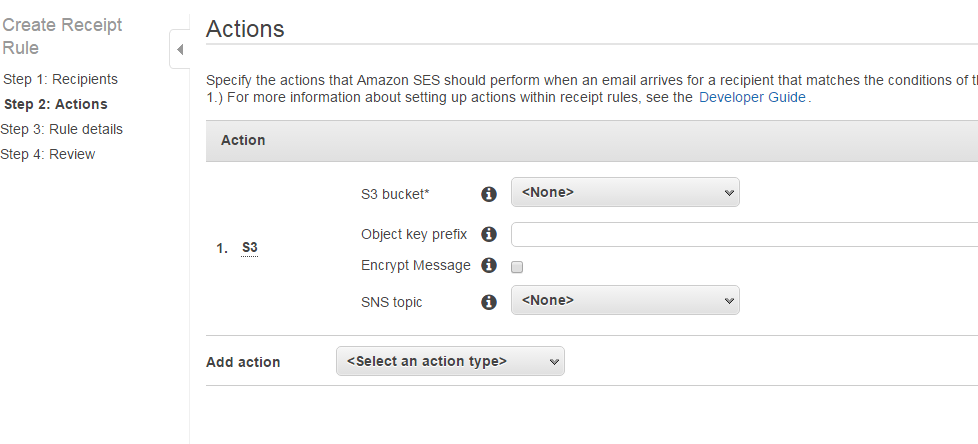 Create Receipt
Rule
Step 1: Recipients
Step 2: Actions
Step 3: Rule details
Step 4: Review
Actions
Specify the actions that Amazon SES should perform when an email arrives for a recipient that matches the conditions of
1.) For more information about setting up actions within receipt rules, see the Developer Guide.
Action
S3 bucket*
<None>
Object key prefix
1. S3
Encrypt Message
SNS topic
<None>
Add action
<Select an action type>